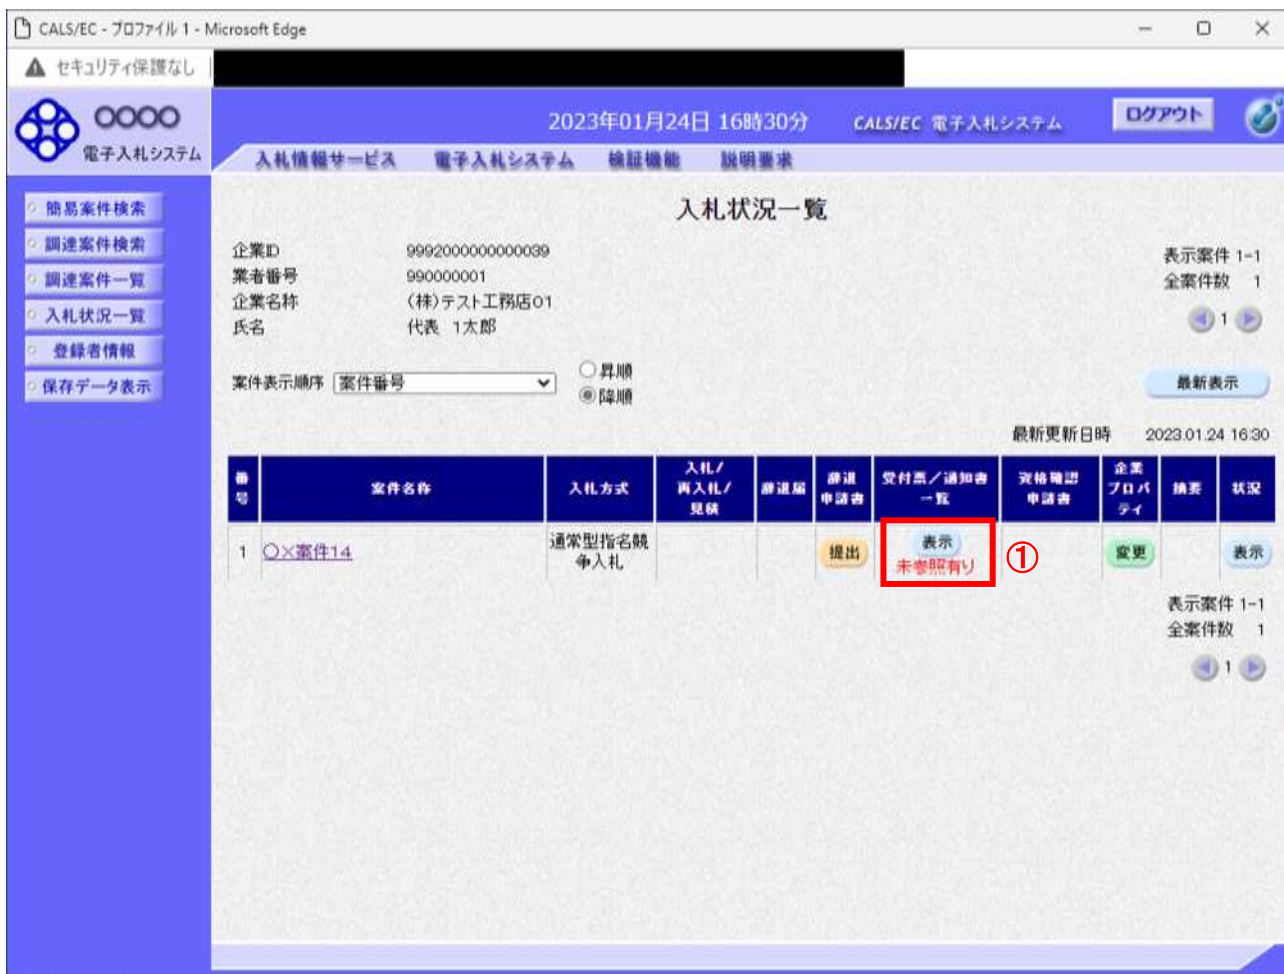 CALS/EC - プロファイル 1 - Microsoft Edge
セキュリティ保護なし
○○○○
電子入札システム
2023年01月24日 16時30分
CALS/EC 電子入札システム
ログアウト
入札情報サービス
電子入札システム
検証機能
説明要求
簡易案件検索
調達案件検索
調達案件一覧
入札状況一覧
登録者情報
保存データ表示
入札状況一覧
企業ID 9992000000000039
業者番号 990000001
企業名称 (株)テスト工務店01
氏名 代表 1太郎
表示案件 1-1
全案件数 1
1
案件表示順序 案件番号
昇順
降順
最新表示
最新更新日時 2023.01.24 16:30
番号
案件名称
入札方式
入札/
再入札/
見積
辞退届
辞退
申請書
受付票/通知書
一覧
資格確認
申請書
企業
プロパ
ティ
摘要
状況
1
○×案件14
通常型指名競
争入札
提出
表示
未参照有り
①
変更
表示
表示案件 1-1
全案件数 1
1